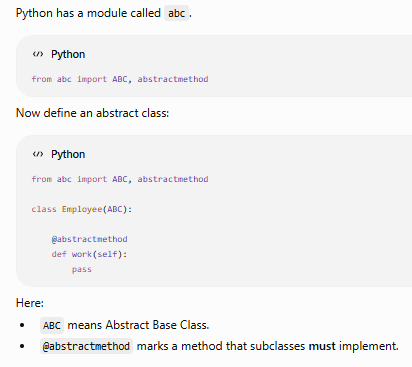 Python has a module called abc.
Python
from abc import ABC, abstractmethod
Now define an abstract class:
Python
from abc import ABC, abstractmethod
class Employee(ABC):
@abstractmethod
def work(self):
pass
Here:
ABC means Abstract Base Class.
@abstractmethod marks a method that subclasses must implement.